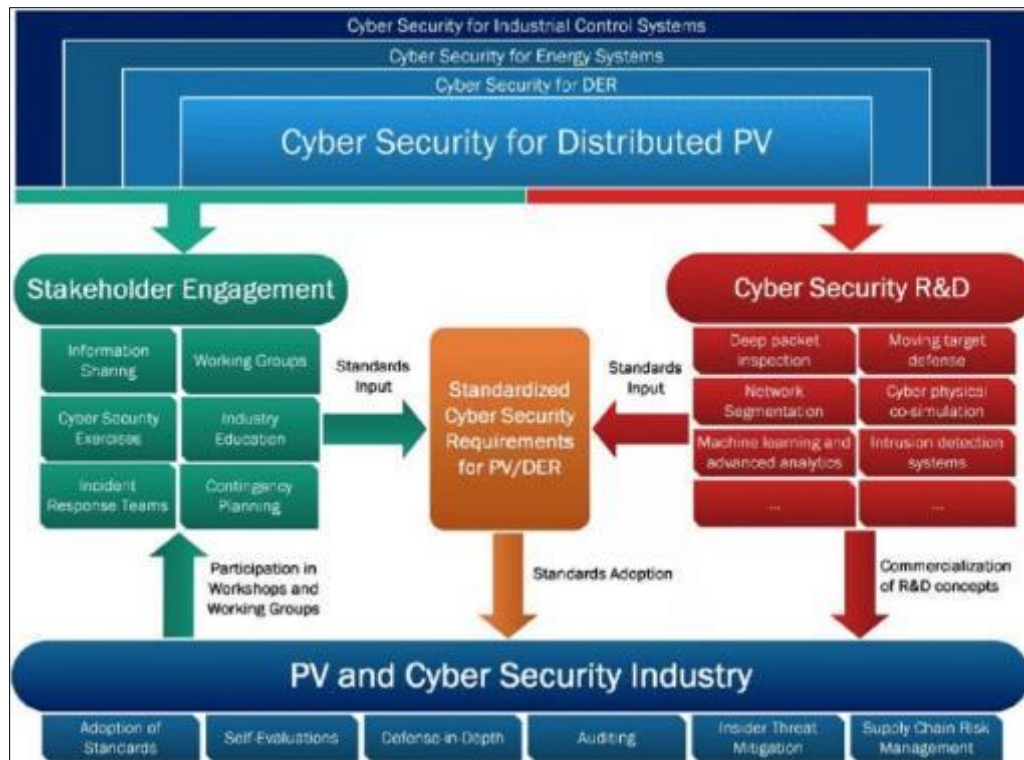 Cyber Security for Industrial Control Systems
Cyber Security for Energy Systems
Cyber Security for DER
Cyber Security for Distributed PV
Stakeholder Engagement
Information
Sharing
Working Groups
Cyber Security
Exercises
Industry
Education
Incident
Response Teams
Contingency
Planning
Standards
Input
Standardized
Cyber Security
Requirements
for PV/DER
Standards
Input
Cyber Security R&D
Deep packet
inspection
Moving target
defense
Network
Segmentation
Cyber physical
co-simulation
Machine learning and
advanced analytics
Intrusion detection
systems
...
...
Participation in
Workshops and
Working Groups
Standards Adoption
Commercialization
of R&D concepts
PV and Cyber Security Industry
Adoption of
Standards
Self-Evaluations
Defense-in-Depth
Auditing
Insider Threat
Mitigation
Supply Chain Risk
Management